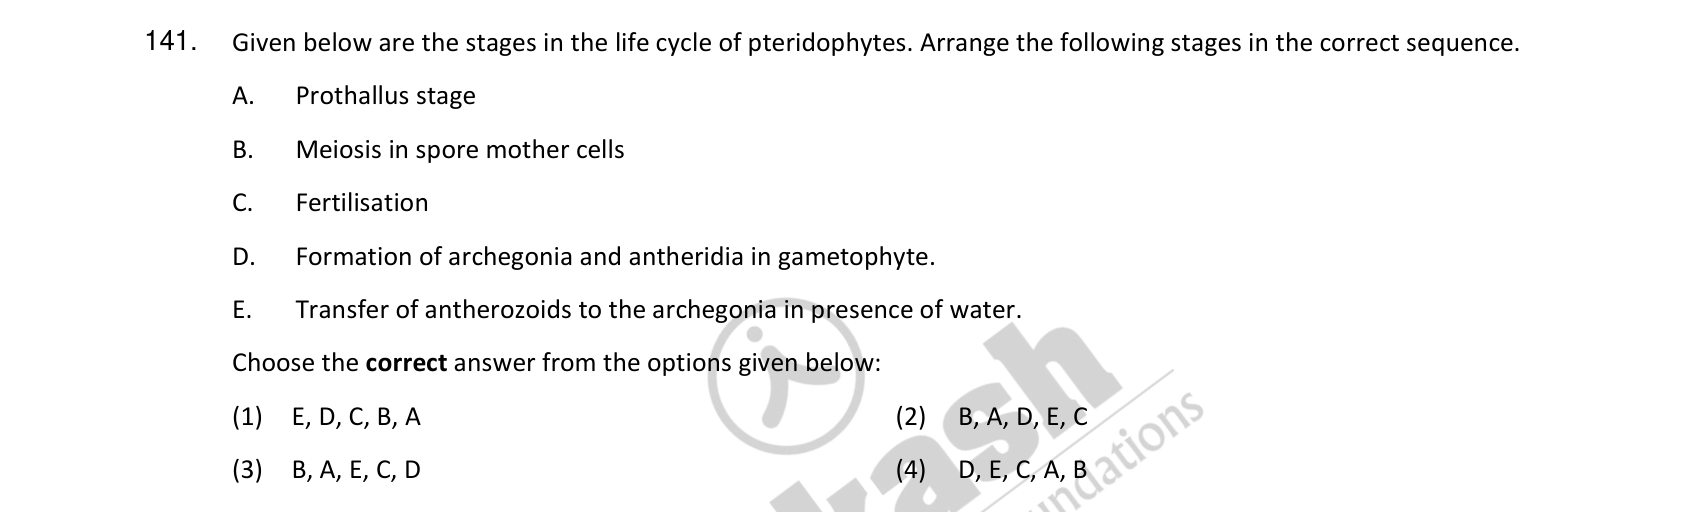 141. Given below are the stages in the life cycle of pteridophytes. Arrange the following stages in the correct sequence.
A. Prothallus stage
B. Meiosis in spore mother cells
C. Fertilisation
D. Formation of archegonia and antheridia in gametophyte.
E. Transfer of antherozoids to the archegonia in presence of water.
Choose the correct answer from the options given below:
(1) E, D, C, B, A (2) B, A, D, E, C
(3) B, A, E, C, D (4) D, E, C, A, B